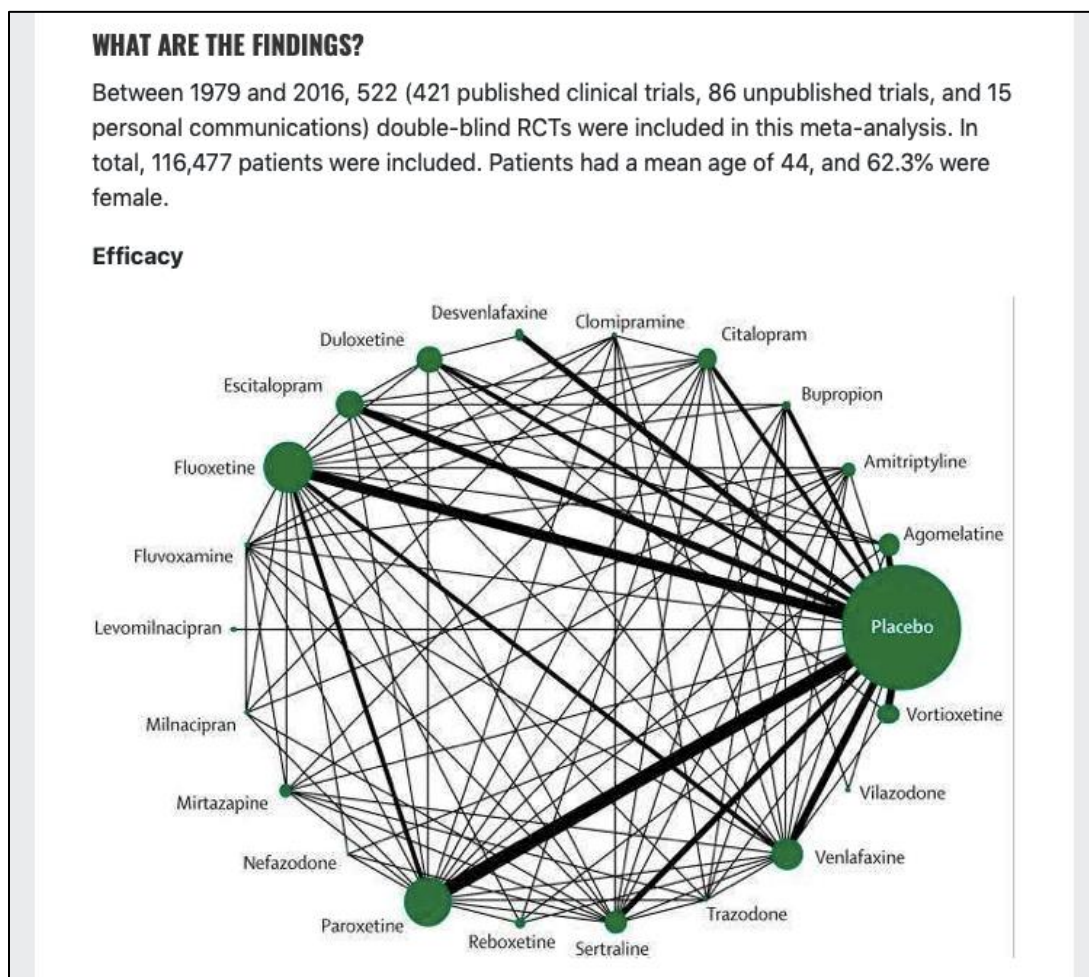 WHAT ARE THE FINDINGS?
Between 1979 and 2016, 522 (421 published clinical trials, 86 unpublished trials, and 15
personal communications) double-blind RCTs were included in this meta-analysis. In
total, 116,477 patients were included. Patients had a mean age of 44, and 62.3% were
female.
Efficacy
Desvenlafaxine
Clomipramine
Duloxetine
Citalopram
Escitalopram
Bupropion
Fluoxetine
Amitriptyline
Agomelatine
Fluvoxamine
Levomilnacipran
Placebo
Milnacipran
Vortioxetine
Mirtazapine
Vilazodone
Nefazodone
Venlafaxine
Paroxetine
Trazodone
Reboxetine
Sertraline